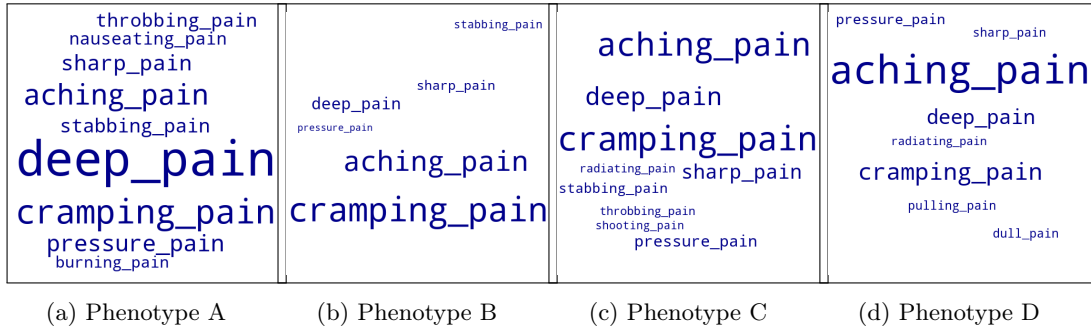 throbbing_pain
nauseating_pain
sharp_pain
aching_pain
stabbing_pain
deep_pain
cramping_pain
pressure_pain
burning_pain
(a) Phenotype A
stabbing_pain
sharp_pain
deep_pain
pressure_pain
aching_pain
cramping_pain
(b) Phenotype B
aching_pain
deep_pain
cramping_pain
radiating_pain
sharp_pain
stabbing_pain
throbbing_pain
shooting_pain
pressure_pain
(c) Phenotype C
pressure_pain
sharp_pain
aching_pain
deep_pain
radiating_pain
cramping_pain
pulling_pain
dull_pain
(d) Phenotype D